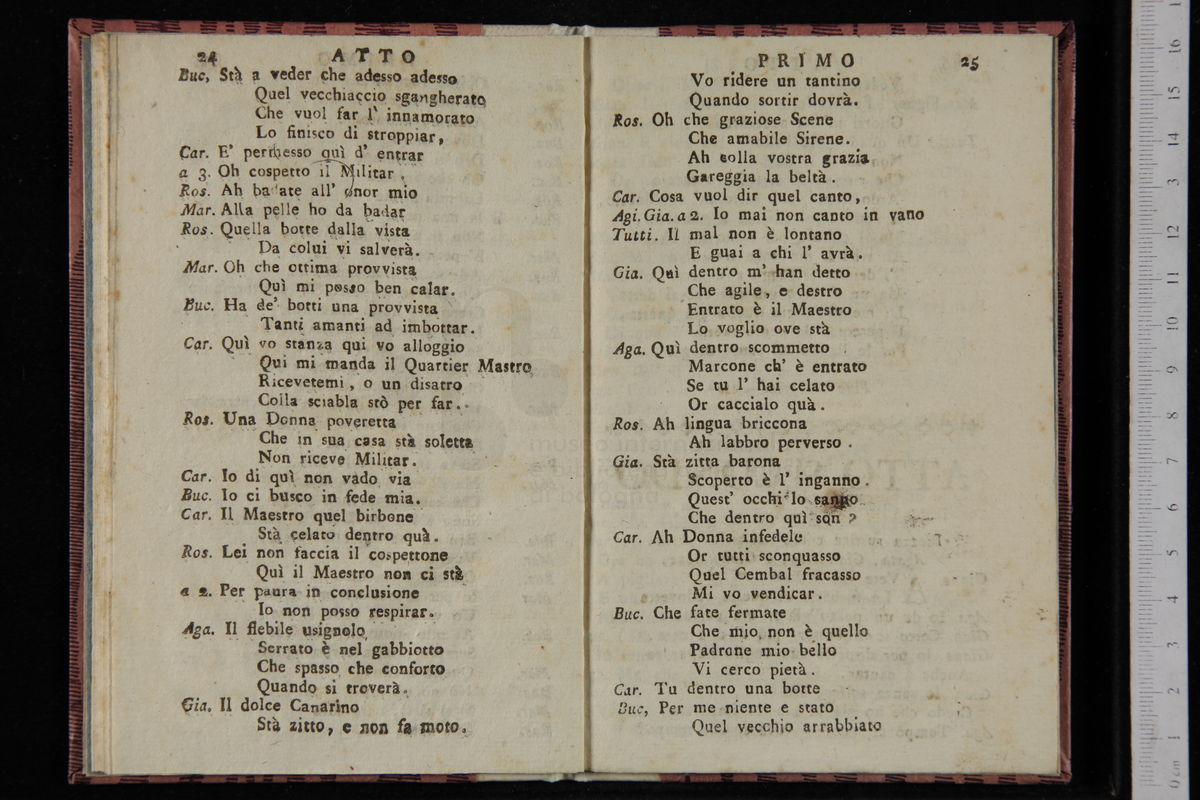 24 ATTO
Buc, Stà a veder che adesso adesso
Quel vecchiaccio sgangherato
Che vuol far l' innamorato
Lo finisco di stroppiar,
Car. E' permesso quì d' entrar
a 3. Oh cospetto il Militar.
Ros. Ah badate all' onor mio
Mar. Alla pelle ho da badar
Ros. Quella botte dalla vista
Da colui vi salverà.
Mar. Oh che ottima provvista
Quì mi posso ben calar.
Buc. Ha de' botti una provvista
Tanti amanti ad imbottar.
Car. Quì vo stanza qui vo alloggio
Qui mi manda il Quartier Mastro
Ricevetemi, o un disatro
Colla sciabla stò per far.
Ros. Una Donna poveretta
Che in sua casa stà soletta
Non riceve Militar.
Car. Io di quì non vado via
Buc. Io ci busco in fede mia.
Car. Il Maestro quel birbone
Stà celato dentro quà.
Ros. Lei non faccia il cospettone
Quì il Maestro non ci stà
a 2. Per paura in conclusione
Io non posso respirar.
Aga. Il flebile usignolo
Serrato è nel gabbiotto
Che spasso che conforto
Quando si troverà.
Gia. Il dolce Canarino
Stà zitto, e non fa moto.
PRIMO 25
Vo ridere un tantino
Quando sortir dovrà.
Ros. Oh che graziose Scene
Che amabile Sirene.
Ah colla vostra grazia
Gareggia la beltà.
Car. Cosa vuol dir quel canto,
Agi. Gia. a 2. Io mai non canto in vano
Tutti. Il mal non è lontano
E guai a chi l' avrà.
Gia. Quì dentro m' han detto
Che agile, e destro
Entrato è il Maestro
Lo voglio ove stà
Aga. Quì dentro scommetto
Marcone ch' è entrato
Se tu l' hai celato
Or caccialo quà.
Ros. Ah lingua briccona
Ah labbro perverso.
Gia. Stà zitta barona
Scoperto è l' inganno.
Quest' occhi lo sanno
Che dentro quì son?
Car. Ah Donna infedele
Or tutti sconquasso
Quel Cembal fracasso
Mi vo vendicar.
Buc. Che fate fermate
Che mio non è quello
Padrone mio bello
Vi cerco pietà.
Car. Tu dentro una botte
Buc, Per me niente e stato
Quel vecchio arrabbiato